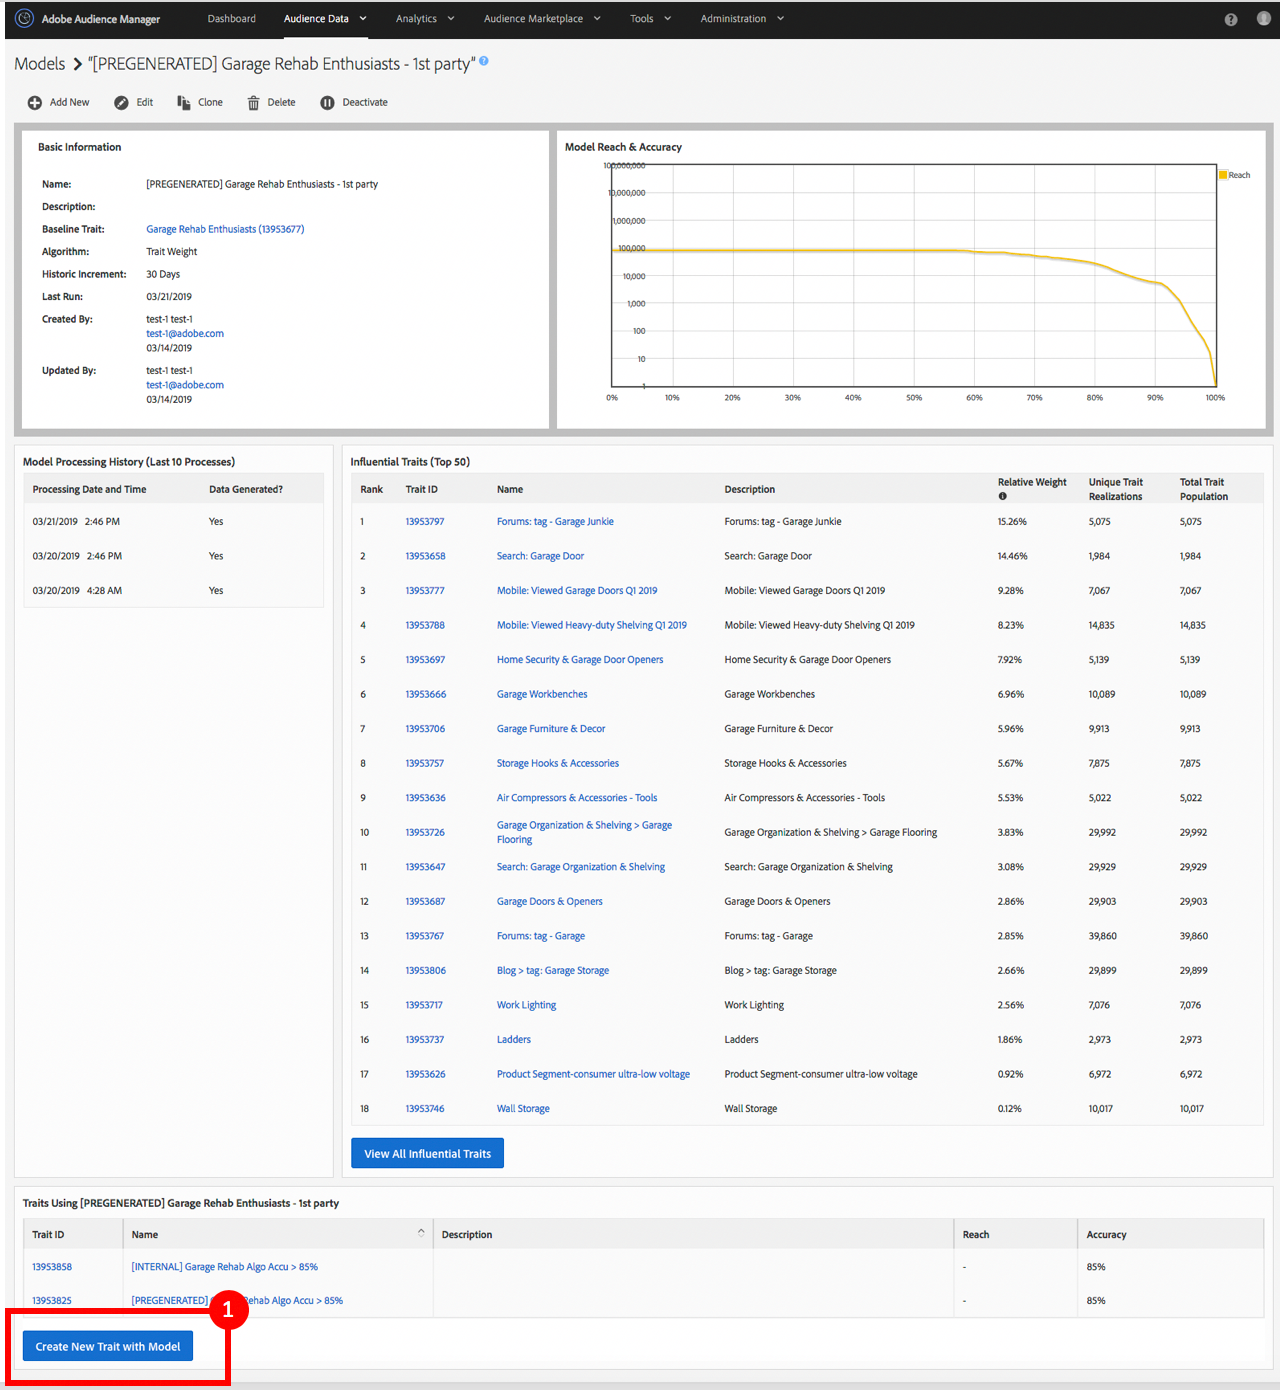 Adobe Audience Manager Dashboard Audience Data Analytics Audience Marketplace Tools Administration ?
Models > "[PREGENERATED] Garage Rehab Enthusiasts - 1st party" ?
Add New Edit Clone Delete Deactivate
Basic Information
Name: [PREGENERATED] Garage Rehab Enthusiasts - 1st party
Description:
Baseline Trait: Garage Rehab Enthusiasts (13953677)
Algorithm: Trait Weight
Historic Increment: 30 Days
Last Run: 03/21/2019
Created By: test-1 test-1
test-1@adobe.com
03/14/2019
Updated By: test-1 test-1
test-1@adobe.com
03/14/2019
Model Reach & Accuracy
100,000,000
10,000,000
1,000,000
100,000
10,000
1,000
100
10
1
0% 10% 20% 30% 40% 50% 60% 70% 80% 90% 100%
Reach
Model Processing History (Last 10 Processes)
Processing Date and Time Data Generated?
03/21/2019 2:46 PM Yes
03/20/2019 2:46 PM Yes
03/20/2019 4:28 AM Yes
Influential Traits (Top 50)
Rank Trait ID Name Description Relative Weight Unique Trait Realizations Total Trait Population
1 13953797 Forums: tag - Garage Junkie Forums: tag - Garage Junkie 15.26% 5,075 5,075
2 13953658 Search: Garage Door Search: Garage Door 14.46% 1,984 1,984
3 13953777 Mobile: Viewed Garage Doors Q1 2019 Mobile: Viewed Garage Doors Q1 2019 9.28% 7,067 7,067
4 13953788 Mobile: Viewed Heavy-duty Shelving Q1 2019 Mobile: Viewed Heavy-duty Shelving Q1 2019 8.23% 14,835 14,835
5 13953697 Home Security & Garage Door Openers Home Security & Garage Door Openers 7.92% 5,139 5,139
6 13953666 Garage Workbenches Garage Workbenches 6.96% 10,089 10,089
7 13953706 Garage Furniture & Decor Garage Furniture & Decor 5.96% 9,913 9,913
8 13953757 Storage Hooks & Accessories Storage Hooks & Accessories 5.67% 7,875 7,875
9 13953636 Air Compressors & Accessories - Tools Air Compressors & Accessories - Tools 5.53% 5,022 5,022
10 13953726 Garage Organization & Shelving > Garage Flooring Garage Organization & Shelving > Garage Flooring 3.83% 29,992 29,992
11 13953647 Search: Garage Organization & Shelving Search: Garage Organization & Shelving 3.08% 29,929 29,929
12 13953687 Garage Doors & Openers Garage Doors & Openers 2.86% 29,903 29,903
13 13953767 Forums: tag - Garage Forums: tag - Garage 2.85% 39,860 39,860
14 13953806 Blog > tag: Garage Storage Blog > tag: Garage Storage 2.66% 29,899 29,899
15 13953717 Work Lighting Work Lighting 2.56% 7,076 7,076
16 13953737 Ladders Ladders 1.86% 2,973 2,973
17 13953626 Product Segment-consumer ultra-low voltage Product Segment-consumer ultra-low voltage 0.92% 6,972 6,972
18 13953746 Wall Storage Wall Storage 0.12% 10,017 10,017
View All Influential Traits
Traits Using [PREGENERATED] Garage Rehab Enthusiasts - 1st party
Trait ID Name Description Reach Accuracy
13953858 [INTERNAL] Garage Rehab Algo Accu > 85% - 85%
13953825 [PREGENERATED] Rehab Algo Accu > 85% - 85%
1
Create New Trait with Model